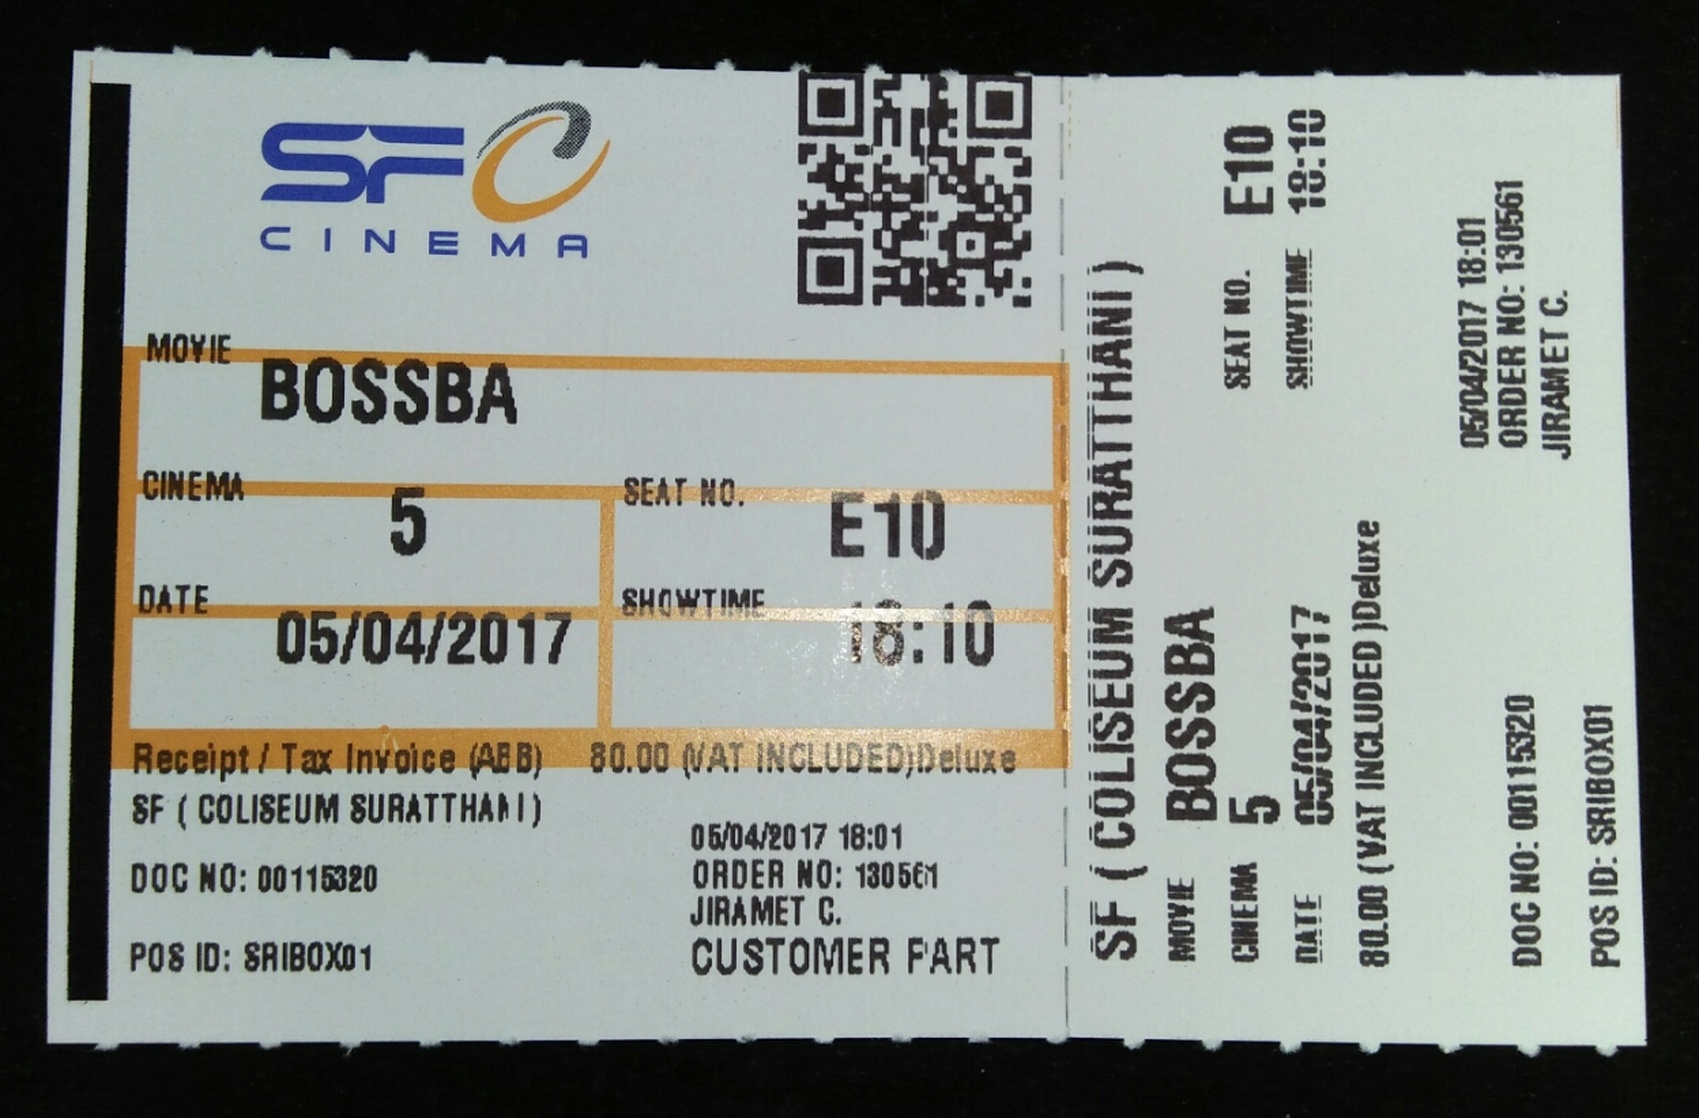 SFC
CINEMA
MOVIE
BOSSBA
CINEMA
5
SEAT NO.
E10
DATE
05/04/2017
SHOWTIME
18:10
Receipt / Tax Invoice (ABB)
80.00 (VAT INCLUDED)Deluxe
SF ( COLISEUM SURATTHANI )
DOC NO: 00115320
POS ID: SRIBOX01
05/04/2017 18:01
ORDER NO: 130561
JIRAMET C.
CUSTOMER PART
SF ( COLISEUM SURATTHANI )
MOVIE BOSSBA
CINEMA 5 SEAT NO. E10
DATE 05/04/2017 SHOWTIME 18:10
80.00 (VAT INCLUDED )Deluxe
05/04/2017 18:01
ORDER NO: 130561
JIRAMET C.
DOC NO: 00115320
POS ID: SRIBOX01